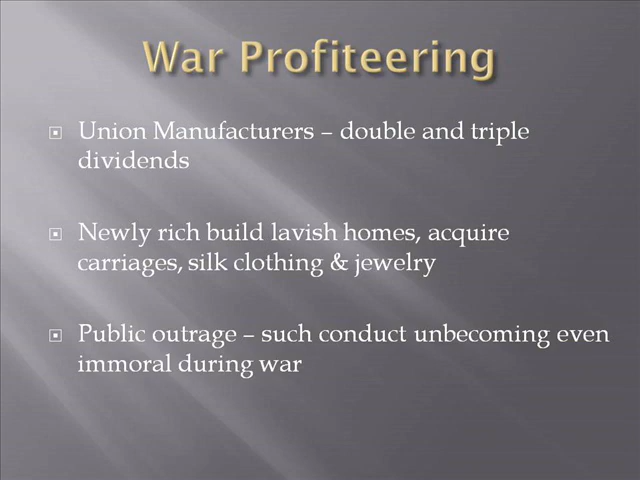 War Profiteering
Union Manufacturers – double and triple
dividends
Newly rich build lavish homes, acquire
carriages, silk clothing & jewelry
Public outrage – such conduct unbecoming even
immoral during war